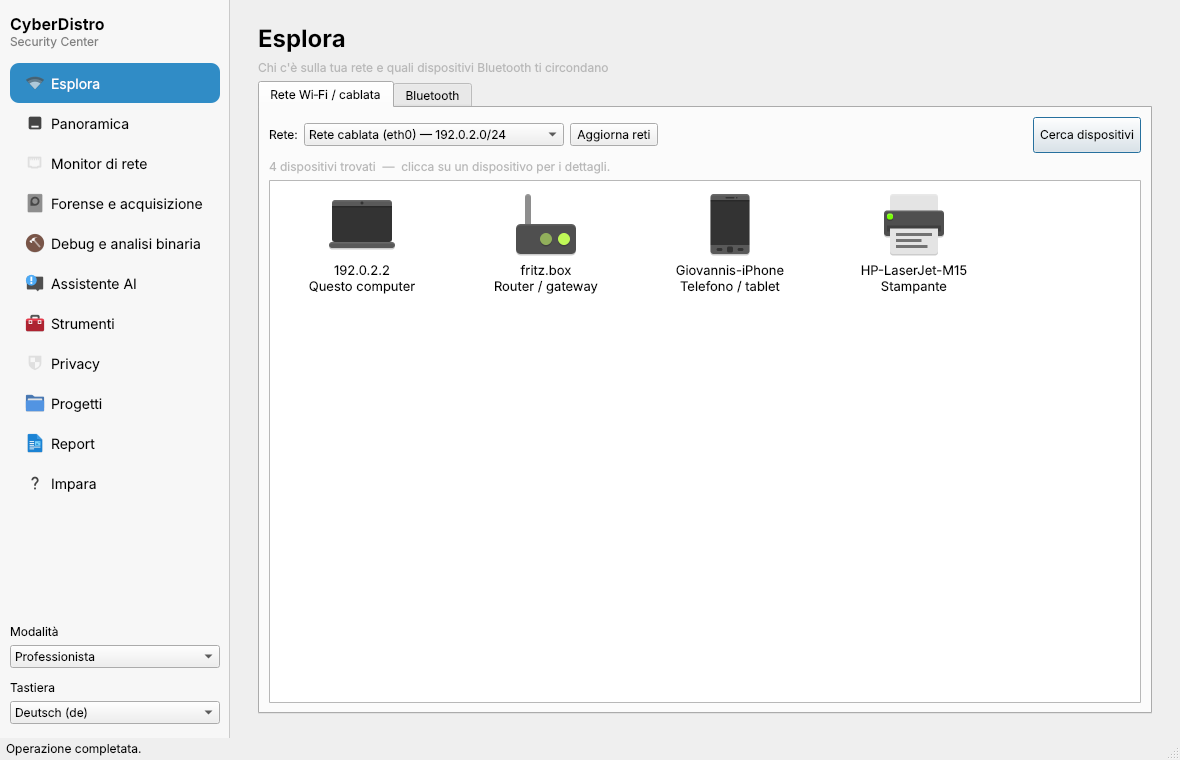 CyberDistro
Security Center
Esplora
Panoramica
Monitor di rete
Forense e acquisizione
Debug e analisi binaria
Assistente AI
Strumenti
Privacy
Progetti
Report
? Impara
Modalità
Professionista
Tastiera
Deutsch (de)
Operazione completata.
Esplora
Chi c'è sulla tua rete e quali dispositivi Bluetooth ti circondano
Rete Wi-Fi / cablata
Bluetooth
Rete: Rete cablata (eth0) — 192.0.2.0/24 Aggiorna reti Cerca dispositivi
4 dispositivi trovati — clicca su un dispositivo per i dettagli.
192.0.2.2
Questo computer
fritz.box
Router / gateway
Giovannis-iPhone
Telefono / tablet
HP-LaserJet-M15
Stampante